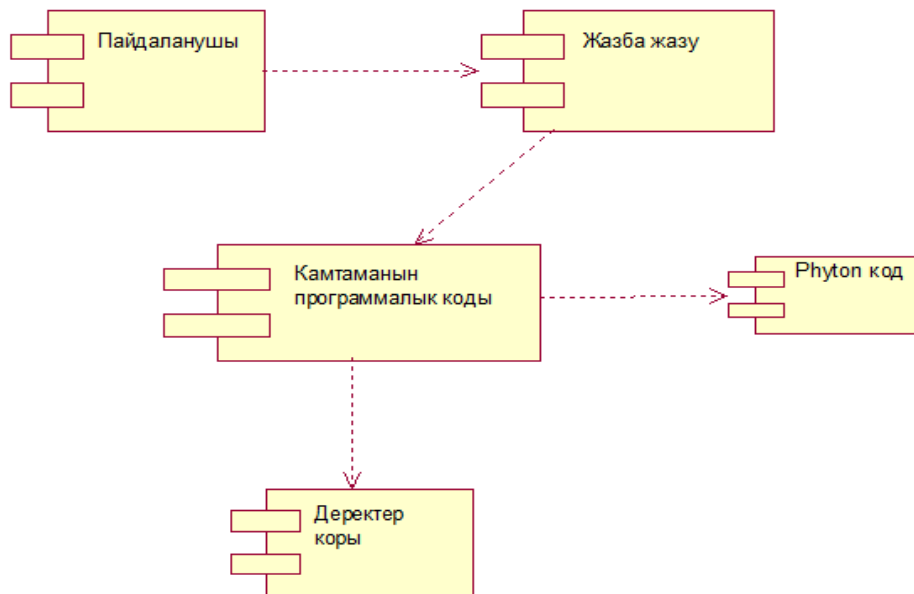 Пайдаланушы
Жазба жазу
Камтаманын
программалык коды
Phyton код
Деректер
коры